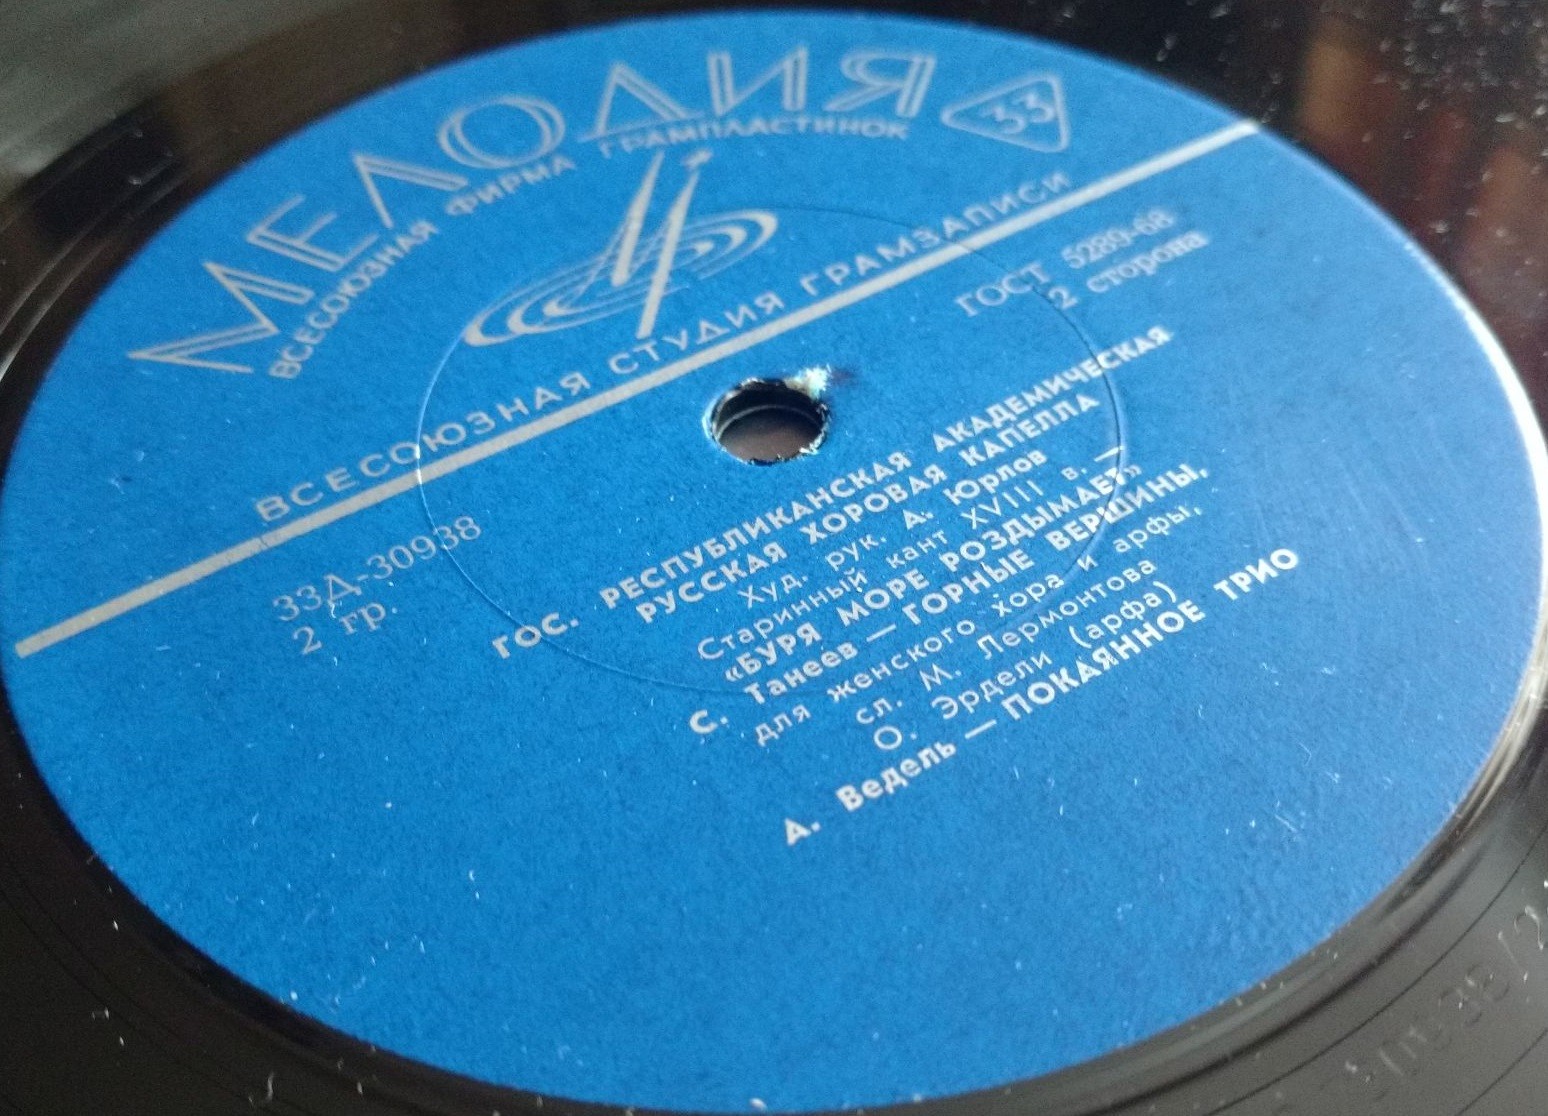 МЕЛОДИЯ
33
ВСЕСОЮЗНАЯ ФИРМА ГРАМПЛАСТИНОК
ВСЕСОЮЗНАЯ СТУДИЯ ГРАМЗАПИСИ
ГОСТ 5289-68
33Д-30938
2 сторона
2 гр.
ГОС. РЕСПУБЛИКАНСКАЯ АКАДЕМИЧЕСКАЯ
РУССКАЯ ХОРОВАЯ КАПЕЛЛА
Худ. рук. А. Юрлов
Старинный кант XVIII в. —
«БУРЯ МОРЕ РОЗДЫМАЕТ»
С. Танеев — ГОРНЫЕ ВЕРШИНЫ,
для женского хора и арфы,
сл. М. Лермонтова
О. Эрдели (арфа)
А. Ведель — ПОКАЯННОЕ ТРИО